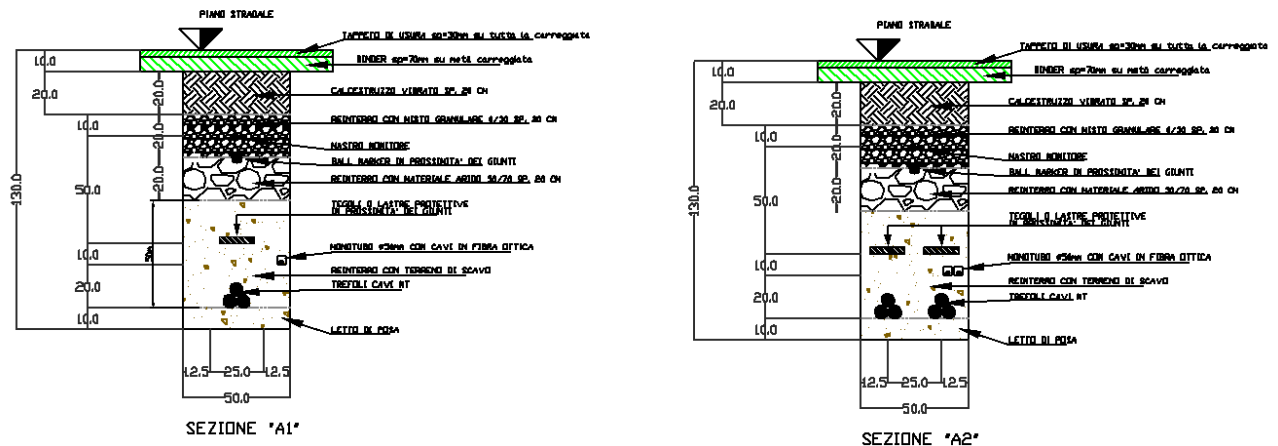 PIANO STRADALE
TAPPETO DI USURA sp=30mm su tutta la carreggiata
BINDER sp=70mm su metà carreggiata
CALCESTRUZZO VIBRATO SP. 20 CM
REINTERRO CON MISTO GRANULARE 0/30 SP. 20 CM
NASTRO MONITORE
BALL MARKER IN PROSSIMITA' DEI GIUNTI
REINTERRO CON MATERIALE ARIDO 50/70 SP. 20 CM
TEGOLI O LASTRE PROTETTIVE
IN PROSSIMITA' DEI GIUNTI
MONOTUBO ø50mm CON CAVI IN FIBRA OTTICA
REINTERRO CON TERRENO DI SCAVO
TREFOLI CAVI MT
LETTO DI POSA
10.0
20.0
10.0
50.0
10.0
20.0
10.0
130.0
20.0
20.0
20.0
12.5
25.0
12.5
50.0
SEZIONE "A1"
PIANO STRADALE
TAPPETO DI USURA sp=30mm su tutta la carreggiata
BINDER sp=70mm su metà carreggiata
CALCESTRUZZO VIBRATO SP. 20 CM
REINTERRO CON MISTO GRANULARE 0/30 SP. 20 CM
NASTRO MONITORE
BALL MARKER IN PROSSIMITA' DEI GIUNTI
REINTERRO CON MATERIALE ARIDO 50/70 SP. 20 CM
TEGOLI O LASTRE PROTETTIVE
IN PROSSIMITA' DEI GIUNTI
MONOTUBO ø50mm CON CAVI IN FIBRA OTTICA
REINTERRO CON TERRENO DI SCAVO
TREFOLI CAVI MT
LETTO DI POSA
10.0
20.0
10.0
50.0
10.0
20.0
10.0
130.0
20.0
20.0
20.0
12.5
25.0
12.5
50.0
SEZIONE "A2"